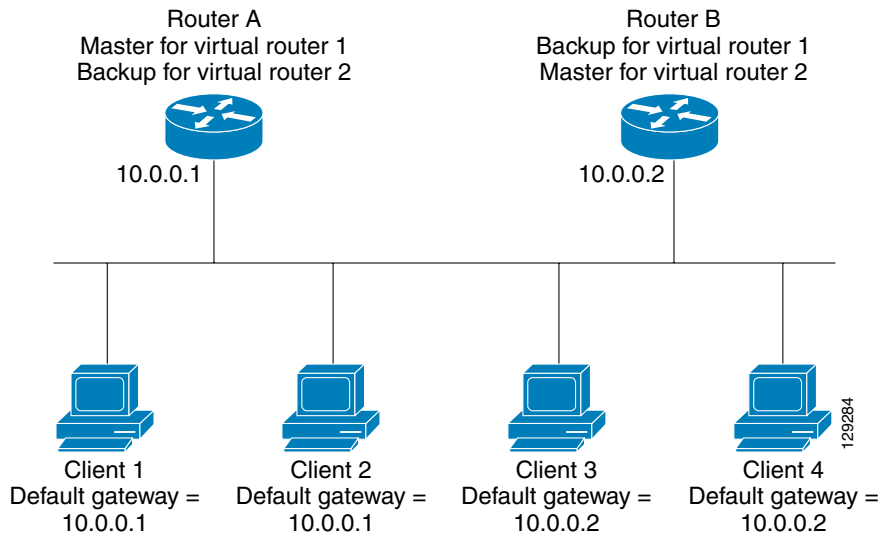 Router A
Master for virtual router 1
Backup for virtual router 2
Router B
Backup for virtual router 1
Master for virtual router 2
10.0.0.1
10.0.0.2
Client 1
Default gateway =
10.0.0.1
Client 2
Default gateway =
10.0.0.1
Client 3
Default gateway =
10.0.0.2
Client 4
Default gateway =
10.0.0.2
129284